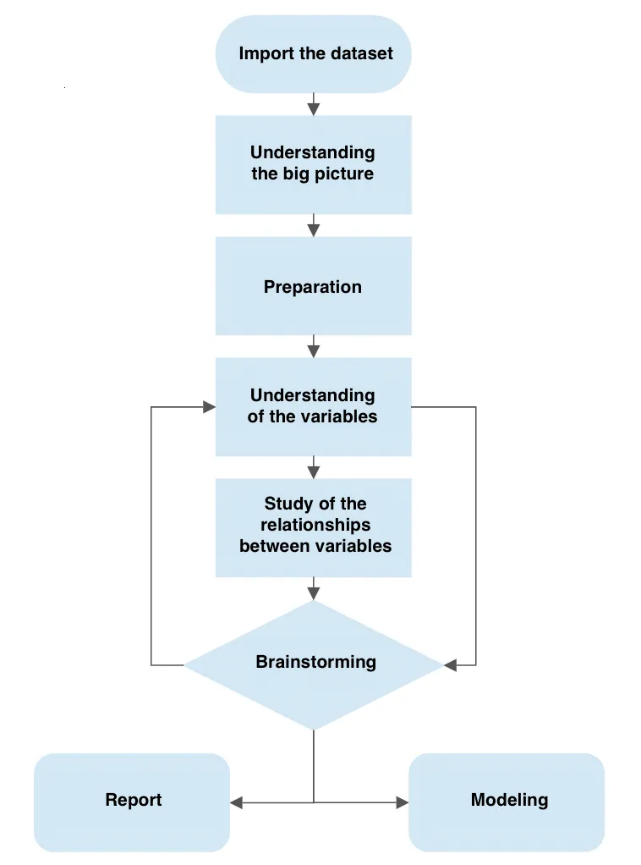 Import the dataset
Understanding
the big picture
Preparation
Understanding
of the variables
Study of the
relationships
between variables
Brainstorming
Report
Modeling